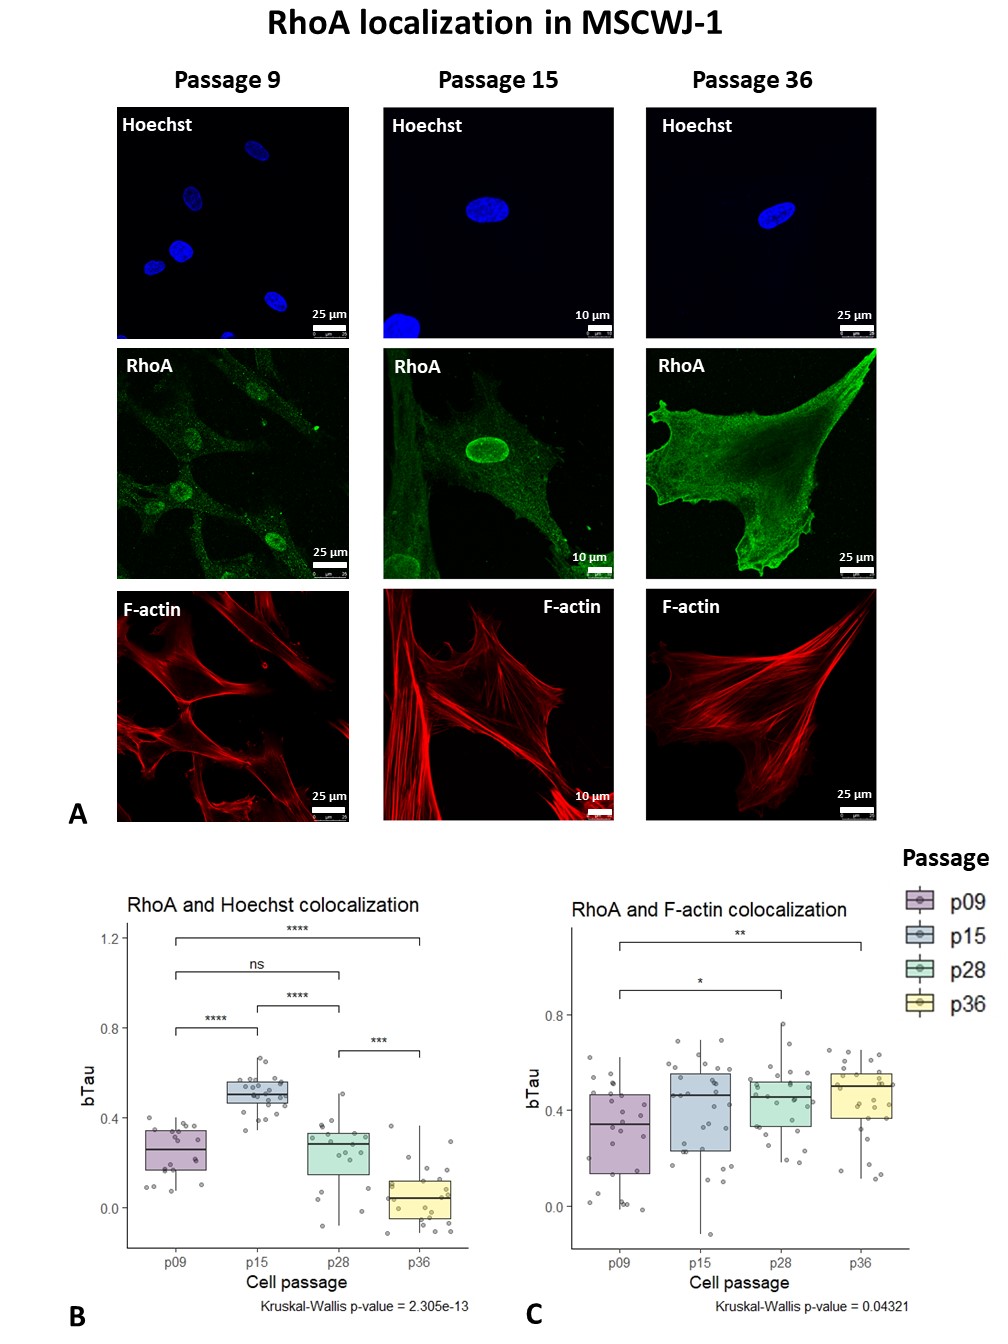 RhoA localization in MSCWJ-1
Passage 9
Passage 15
Passage 36
Hoechst
25 µm
Hoechst
10 µm
Hoechst
25 µm
RhoA
25 µm
RhoA
10 µm
RhoA
25 µm
F-actin
25 µm
F-actin
10 µm
F-actin
25 µm
A
Passage
p09
p15
p28
p36
RhoA and Hoechst colocalization
bTau
1.2
0.8
0.4
0.0
****
ns
****
****
***
p09
p15
p28
p36
Cell passage
Kruskal-Wallis p-value = 2.305e-13
B
RhoA and F-actin colocalization
bTau
0.8
0.4
0.0
**
*
p09
p15
p28
p36
Cell passage
Kruskal-Wallis p-value = 0.04321
C